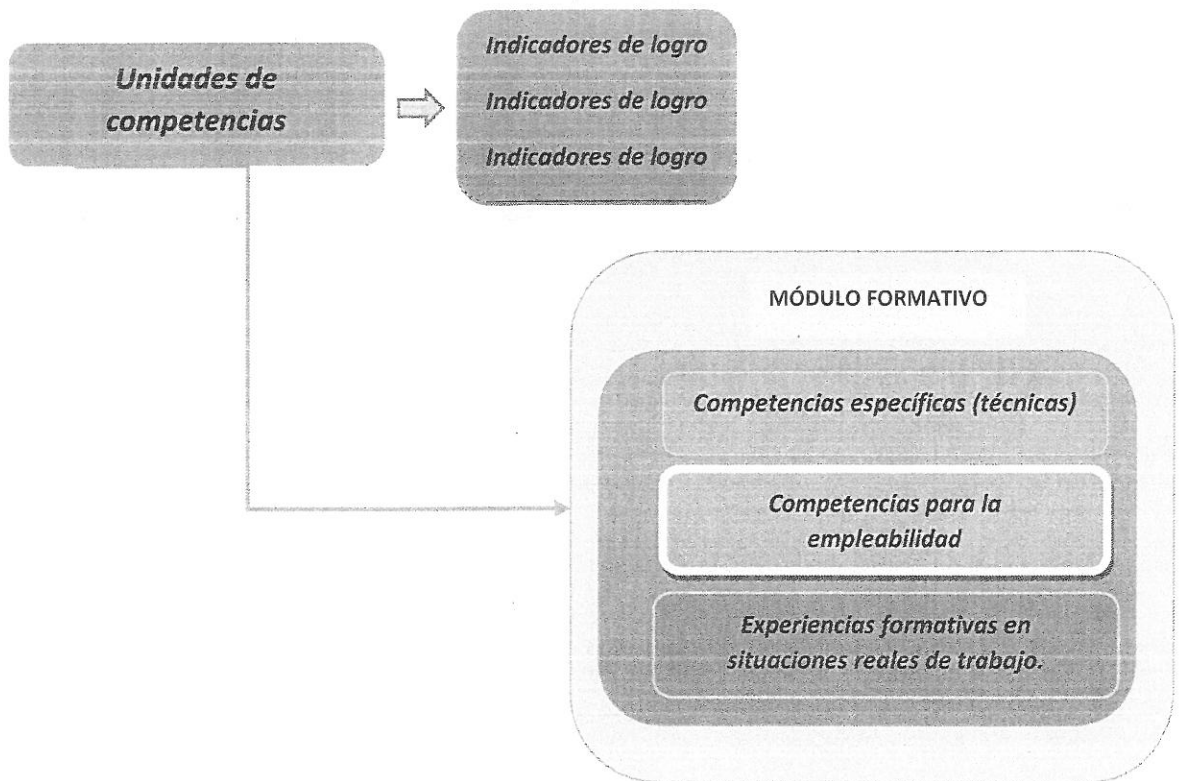 Unidades de
competencias
Indicadores de logro
Indicadores de logro
Indicadores de logro
MÓDULO FORMATIVO
Competencias específicas (técnicas)
Competencias para la
empleabilidad
Experiencias formativas en
situaciones reales de trabajo.